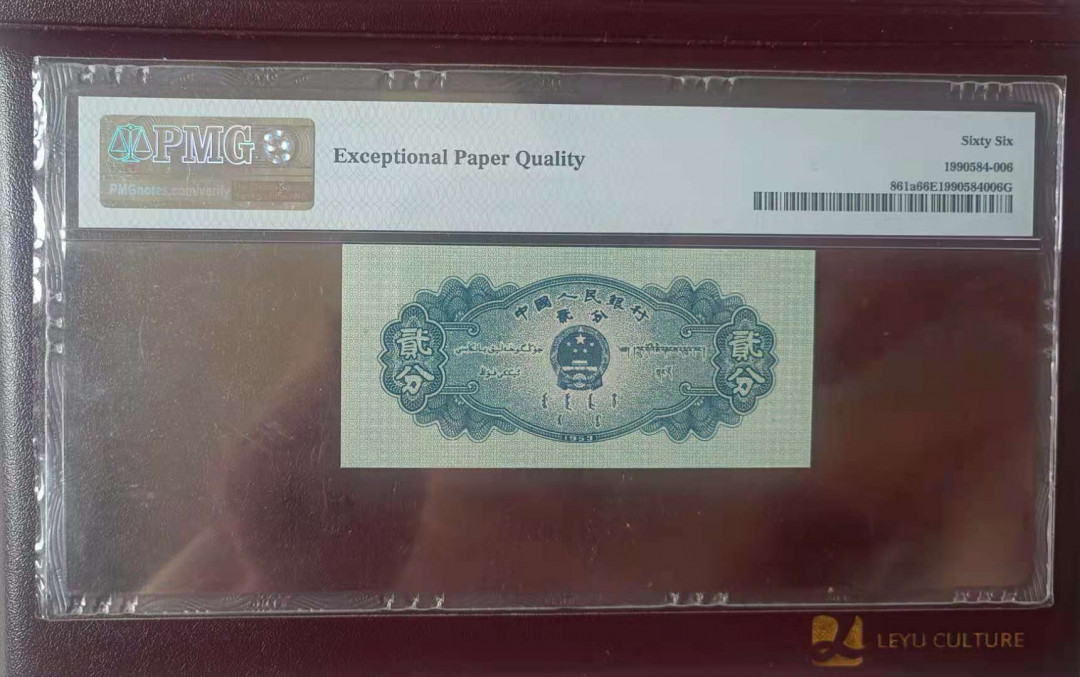 PMG
PMGnotes.com/verify
Exceptional Paper Quality
Sixty Six
1990584-006
861a66E1990584006G
中國人民銀行
貳分
貳分
貳分
1953
LEYU CULTURE